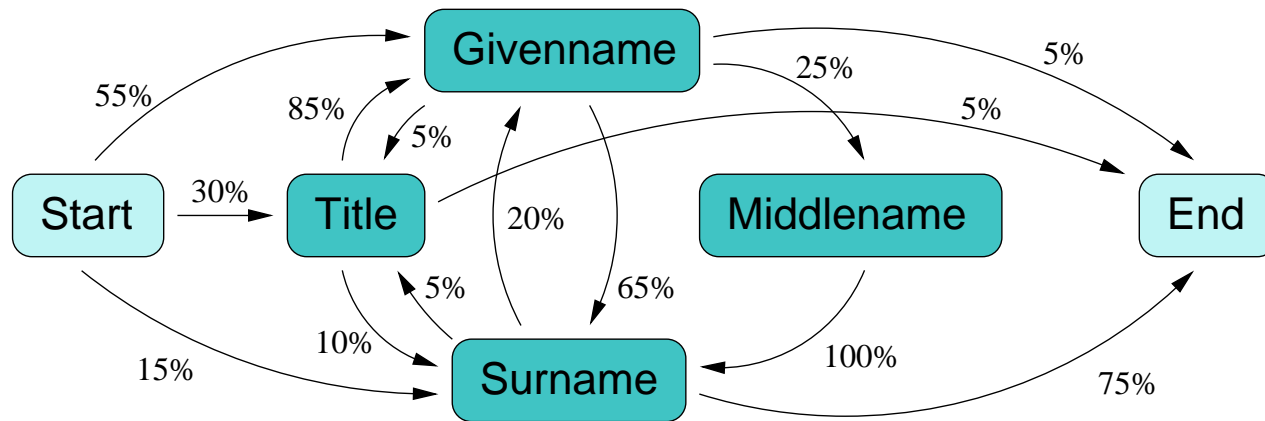 Givenname
5%
25%
55%
85%
5%
5%
30%
Start
Title
20%
Middlename
End
5%
65%
10%
15%
100%
75%
Surname